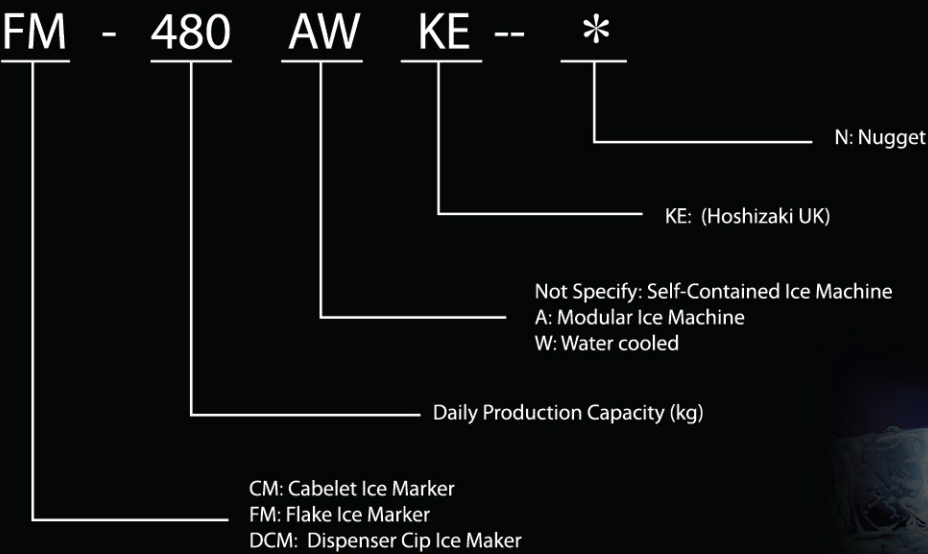 FM - 480 AW KE -- *
N: Nugget
KE: (Hoshizaki UK)
Not Specify: Self-Contained Ice Machine
A: Modular Ice Machine
W: Water cooled
Daily Production Capacity (kg)
CM: Cabelet Ice Marker
FM: Flake Ice Marker
DCM: Dispenser Cip Ice Maker